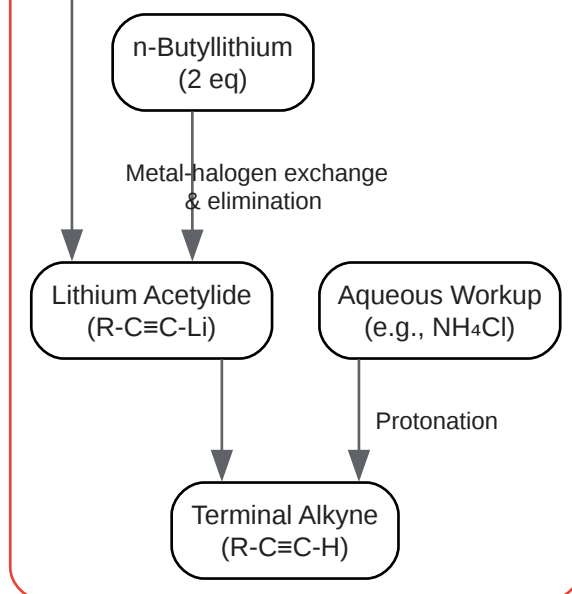 n-Butyllithium
(2 eq)
Metal-halogen exchange
& elimination
Lithium Acetylide
(R-C≡C-Li)
Aqueous Workup
(e.g., NH₄Cl)
Protonation
Terminal Alkyne
(R-C≡C-H)